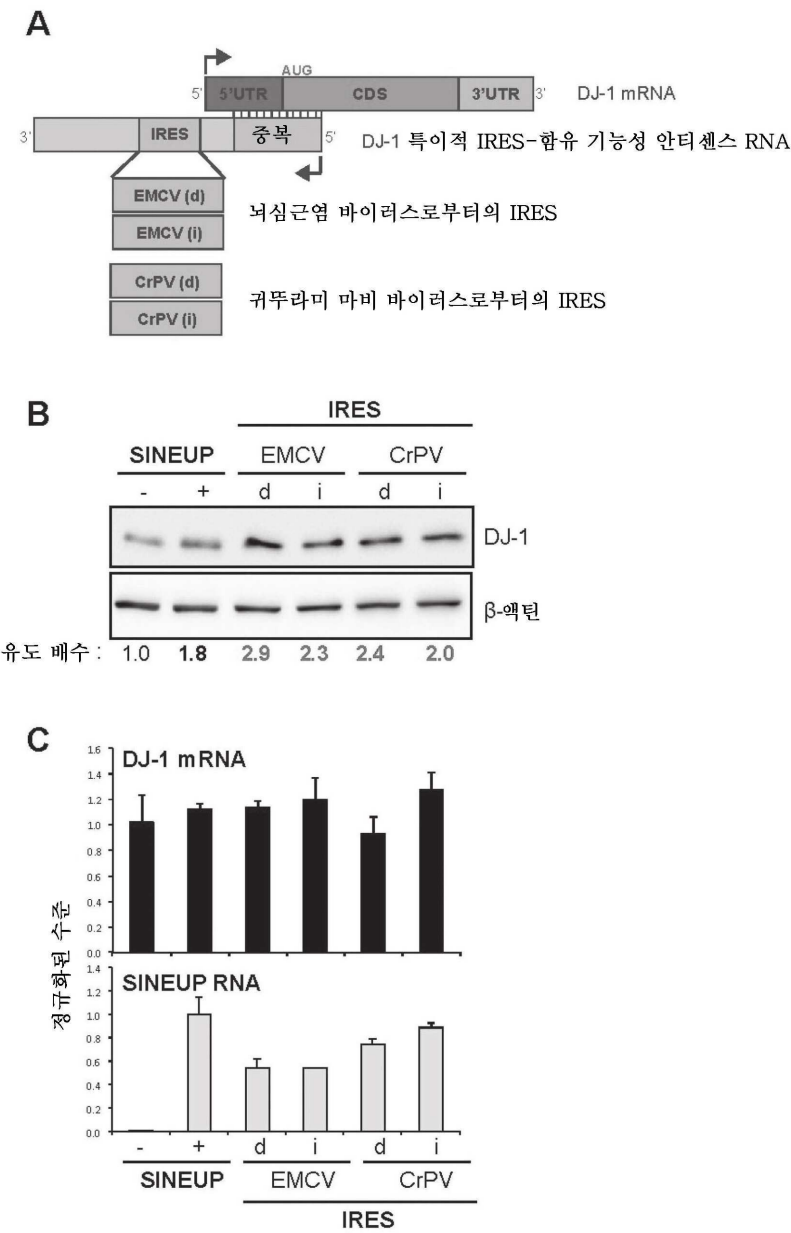 A
AUG
5' 5'UTR CDS 3'UTR 3' DJ-1 mRNA
3' IRES 중복 5' DJ-1 특이적 IRES-함유 기능성 안티센스 RNA
EMCV (d)
EMCV (i)
뇌심근염 바이러스로부터의 IRES
CrPV (d)
CrPV (i)
귀뚜라미 마비 바이러스로부터의 IRES
B
IRES
SINEUP EMCV CrPV
- + d i d i
DJ-1
β-액틴
유도 배수 : 1.0 1.8 2.9 2.3 2.4 2.0
C
정규화된 수준
DJ-1 mRNA
1.6
1.4
1.2
1.0
0.8
0.6
0.4
0.2
0.0
SINEUP RNA
1.4
1.2
1.0
0.8
0.6
0.4
0.2
0.0
- + d i d i
SINEUP EMCV CrPV
IRES